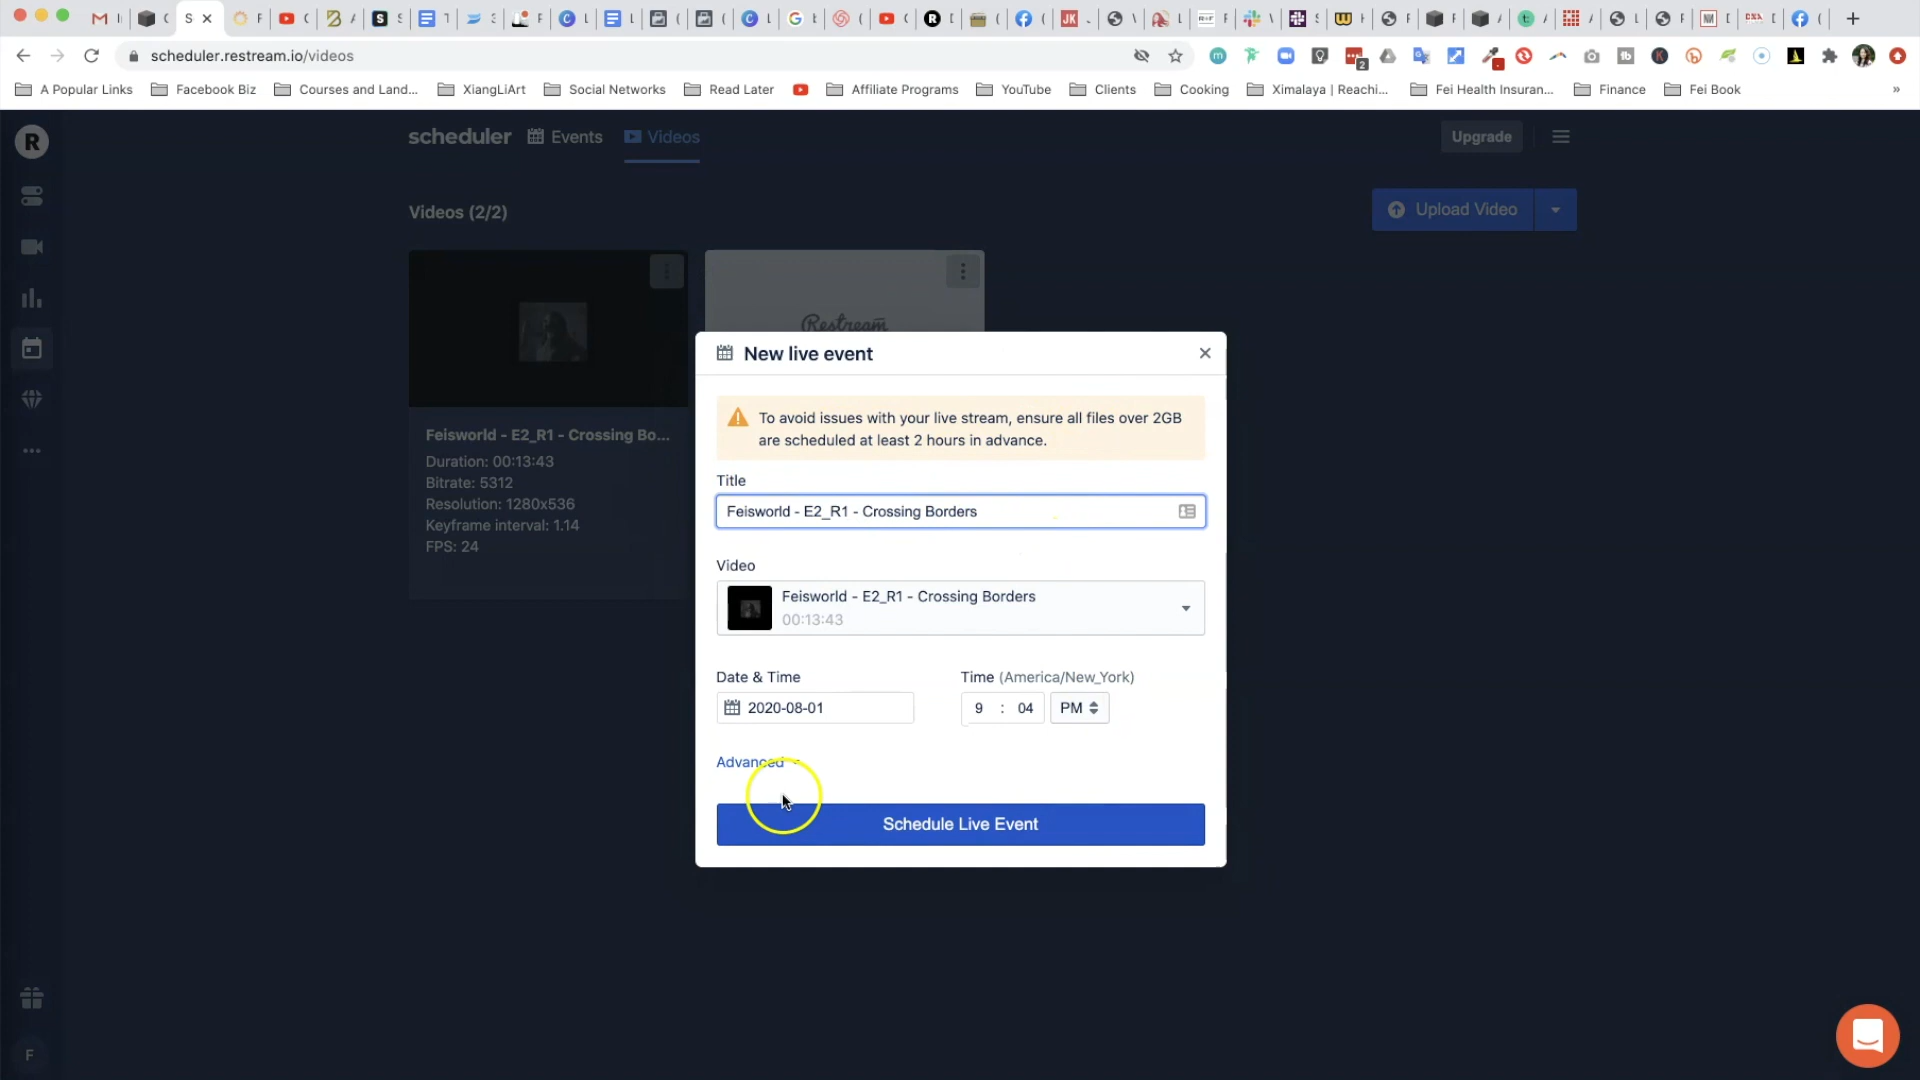 scheduler.restream.io/videos
A Popular Links
Facebook Biz
Courses and Land...
XiangLiArt
Social Networks
Read Later
Affiliate Programs
YouTube
Clients
Cooking
Ximalaya | Reachi...
Fei Health Insuran...
Finance
Fei Book
»
R
scheduler
Events
Videos
Upgrade
Videos (2/2)
Upload Video
Restream
Feisworld - E2_R1 - Crossing Bo...
Duration: 00:13:43
Bitrate: 5312
Resolution: 1280x536
Keyframe interval: 1.14
FPS: 24
New live event
To avoid issues with your live stream, ensure all files over 2GB
are scheduled at least 2 hours in advance.
Title
Feisworld - E2_R1 - Crossing Borders
Video
Feisworld - E2_R1 - Crossing Borders
00:13:43
Date & Time
Time (America/New_York)
2020-08-01
9 : 04 PM
Advanced
Schedule Live Event
F